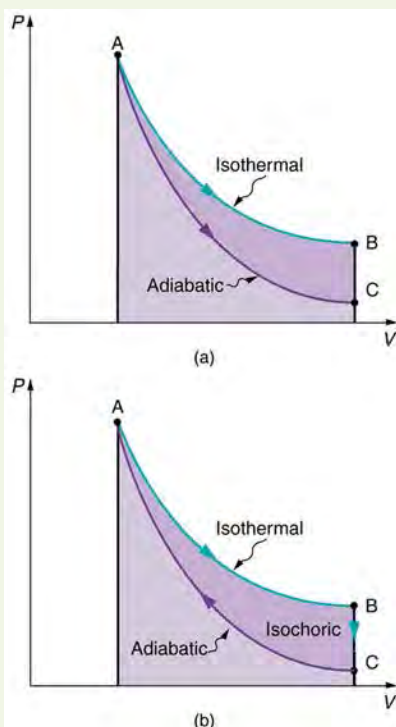 P
A
Isothermal
B
Adiabatic
C
V
(a)
P
A
Isothermal
B
Isochoric
Adiabatic
C
V
(b)